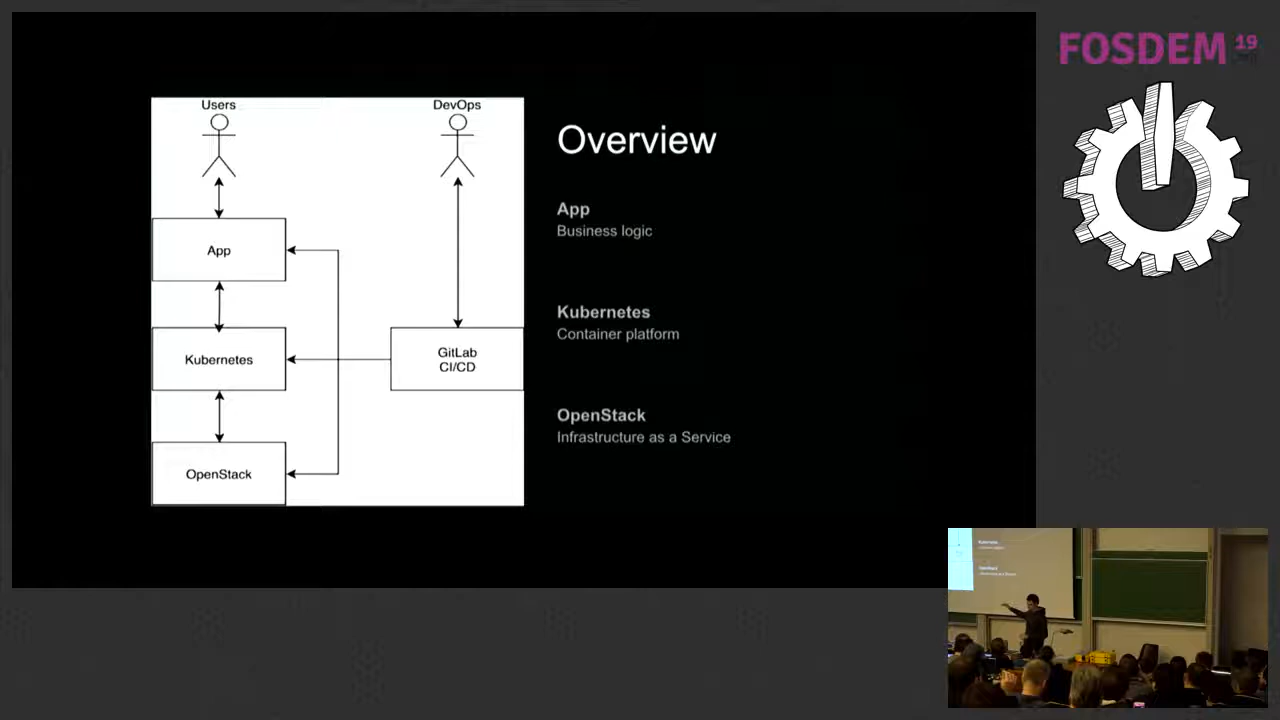 Users
DevOps
App
Kubernetes
GitLab
CI/CD
OpenStack
Overview
App
Business logic
Kubernetes
Container platform
OpenStack
Infrastructure as a Service
FOSDEM 19